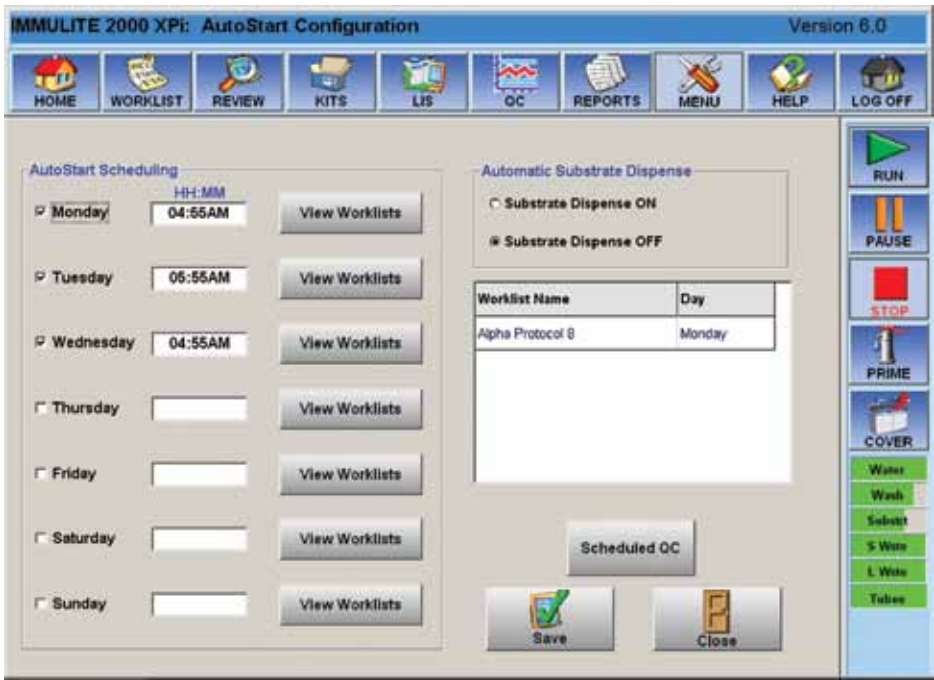 IMMULITE 2000 XPi: AutoStart Configuration Version 6.0
HOME WORKLIST REVIEW KITS LIS QC REPORTS MENU HELP LOG OFF
AutoStart Scheduling
HH:MM
Monday 04:55AM View Worklists
Tuesday 05:55AM View Worklists
Wednesday 04:55AM View Worklists
Thursday View Worklists
Friday View Worklists
Saturday View Worklists
Sunday View Worklists
Automatic Substrate Dispense
Substrate Dispense ON
Substrate Dispense OFF
Worklist Name Day
Alpha Protocol 8 Monday
Scheduled QC
Save Close
RUN
PAUSE
STOP
PRIME
COVER
Water
Wash
Substrt
S Wste
L Wste
Tubes